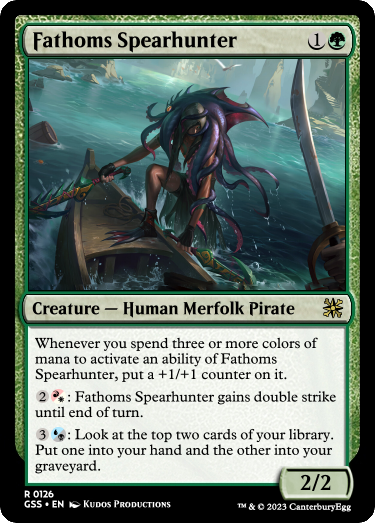 Fathoms Spearhunter 1
Creature — Human Merfolk Pirate
Whenever you spend three or more colors of
mana to activate an ability of Fathoms
Spearhunter, put a +1/+1 counter on it.
2 : Fathoms Spearhunter gains double strike
until end of turn.
3 : Look at the top two cards of your library.
Put one into your hand and the other into your
graveyard.
2/2
R 0126
GSS • EN Kudos Productions
™ & © 2023 CanterburyEgg